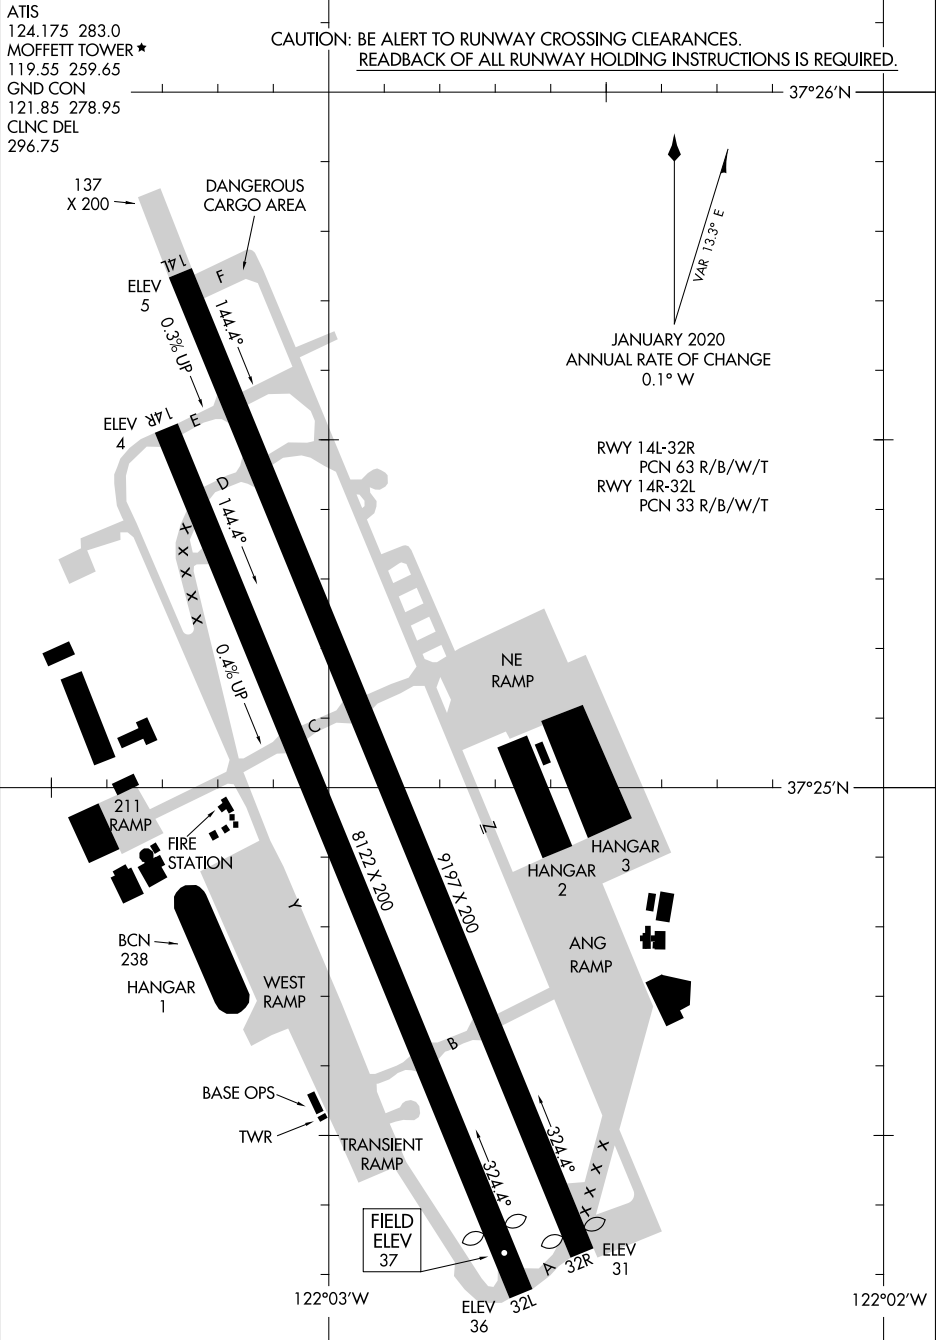 ATIS
124.175 283.0
MOFFETT TOWER★
119.55 259.65
GND CON
121.85 278.95
CLNC DEL
296.75
CAUTION: BE ALERT TO RUNWAY CROSSING CLEARANCES.
READBACK OF ALL RUNWAY HOLDING INSTRUCTIONS IS REQUIRED.
37°26'N
137
X 200
DANGEROUS
CARGO AREA
VAR 13.3° E
JANUARY 2020
ANNUAL RATE OF CHANGE
0.1° W
14L
F
ELEV
5
144.4°
0.3% UP
ELEV
4
14R
E
RWY 14L-32R
PCN 63 R/B/W/T
RWY 14R-32L
PCN 33 R/B/W/T
D
144.4°
X
X
X
X
X
0.4% UP
NE
RAMP
C
37°25'N
211
RAMP
FIRE
STATION
8122 X 200
9197 X 200
Z
HANGAR
3
HANGAR
2
Y
BCN
238
HANGAR
1
WEST
RAMP
ANG
RAMP
B
BASE OPS
TWR
TRANSIENT
RAMP
324.4°
324.4°
X
X
X
X
FIELD
ELEV
37
A
32R
ELEV
31
32L
ELEV
36
122°03'W
122°02'W